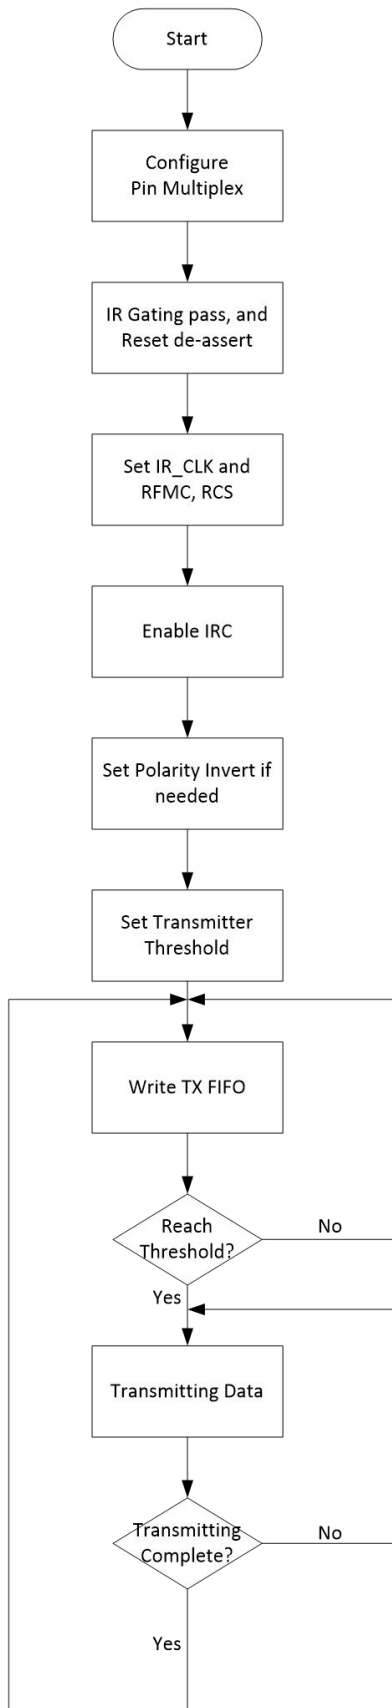 Start
Configure
Pin Multiplex
IR Gating pass, and
Reset de-assert
Set IR_CLK and
RFMC, RCS
Enable IRC
Set Polarity Invert if
needed
Set Transmitter
Threshold
Write TX FIFO
Reach
Threshold?
No
Yes
Transmitting Data
Transmitting
Complete?
No
Yes